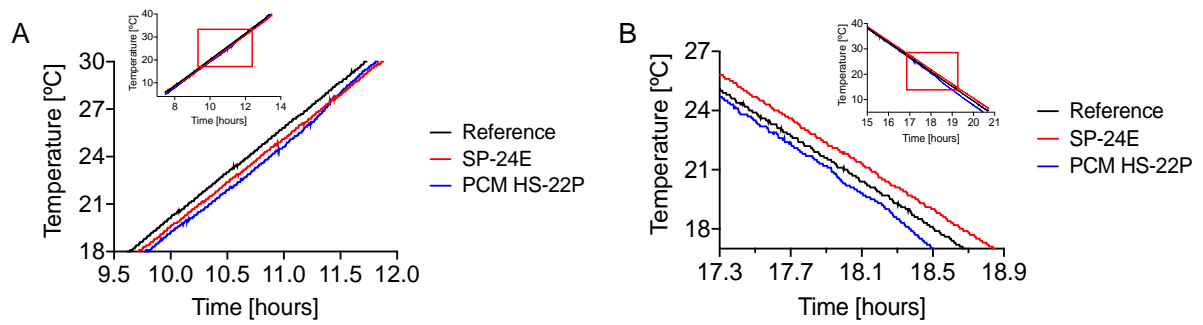 A
Temperature [ºC]
40
30
20
10
8
10
12
14
Time [hours]
Temperature [ºC]
30
27
24
21
18
9.5
10.0
10.5
11.0
11.5
12.0
Time [hours]
Reference
SP-24E
PCM HS-22P
B
Temperature [ºC]
40
30
20
10
15
16
17
18
19
20
21
Time [hours]
Temperature [ºC]
27
24
21
18
17.3
17.7
18.1
18.5
18.9
Time [hours]
Reference
SP-24E
PCM HS-22P